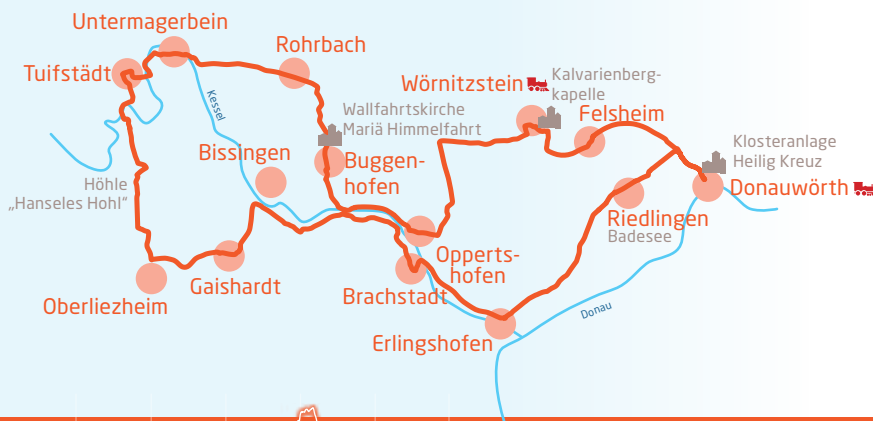 Untermagerbein
Rohrbach
Tuifstädt
Wörnitzstein
Kalvarienberg-
kapelle
Kessel
Wallfahrtskirche
Mariä Himmelfahrt
Felsheim
Bissingen
Buggen-
hofen
Klosteranlage
Heilig Kreuz
Höhle
„Hanseles Hohl“
Donauwörth
Riedlingen
Badesee
Opperts-
hofen
Gaishardt
Oberliezheim
Brachstadt
Donau
Erlingshofen